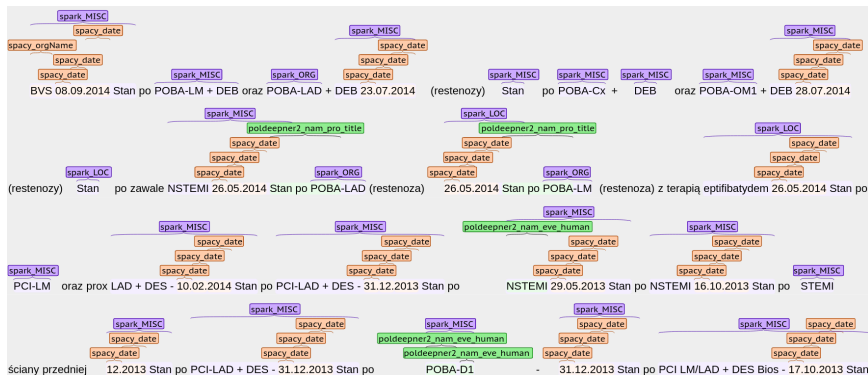 spark_MISC spark_MISC spark_MISC
spacy_date
spacy_orgName spacy_date spacy_date
spacy_date spacy_date spacy_date
spacy_date spark_MISC spark_ORG spacy_date spark_MISC spark_MISC spark_MISC spark_MISC spacy_date
BVS 08.09.2014 Stan po POBA-LM + DEB oraz POBA-LAD + DEB 23.07.2014 (restenozy) Stan po POBA-Cx + DEB oraz POBA-OM1 + DEB 28.07.2014
spark_MISC spark_LOC
poldeepner2_nam_pro_title poldeepner2_nam_pro_title spark_LOC
spacy_date spacy_date spacy_date
spacy_date spacy_date spacy_date
spark_LOC spacy_date spark_ORG spacy_date spark_ORG spacy_date
(restenozy) Stan po zawale NSTEMI 26.05.2014 Stan po POBA-LAD (restenoza) 26.05.2014 Stan po POBA-LM (restenoza) z terapią eptifibatydem 26.05.2014 Stan po
spark_MISC
spark_MISC spark_MISC poldeepner2_nam_eve_human spark_MISC
spacy_date spacy_date spacy_date spacy_date
spacy_date spacy_date spacy_date spacy_date
spark_MISC spacy_date spacy_date spacy_date spacy_date spark_MISC
PCI-LM oraz prox LAD + DES - 10.02.2014 Stan po PCI-LAD + DES - 31.12.2013 Stan po NSTEMI 29.05.2013 Stan po NSTEMI 16.10.2013 Stan po STEMI
spark_MISC spark_MISC
spark_MISC spacy_date spark_MISC spacy_date spark_MISC spacy_date
spacy_date spacy_date poldeepner2_nam_eve_human spacy_date spacy_date
spacy_date spacy_date poldeepner2_nam_eve_human spacy_date spacy_date
ściany przedniej 12.2013 Stan po PCI-LAD + DES - 31.12.2013 Stan po POBA-D1 - 31.12.2013 Stan po PCI LM/LAD + DES Bios - 17.10.2013 Stan